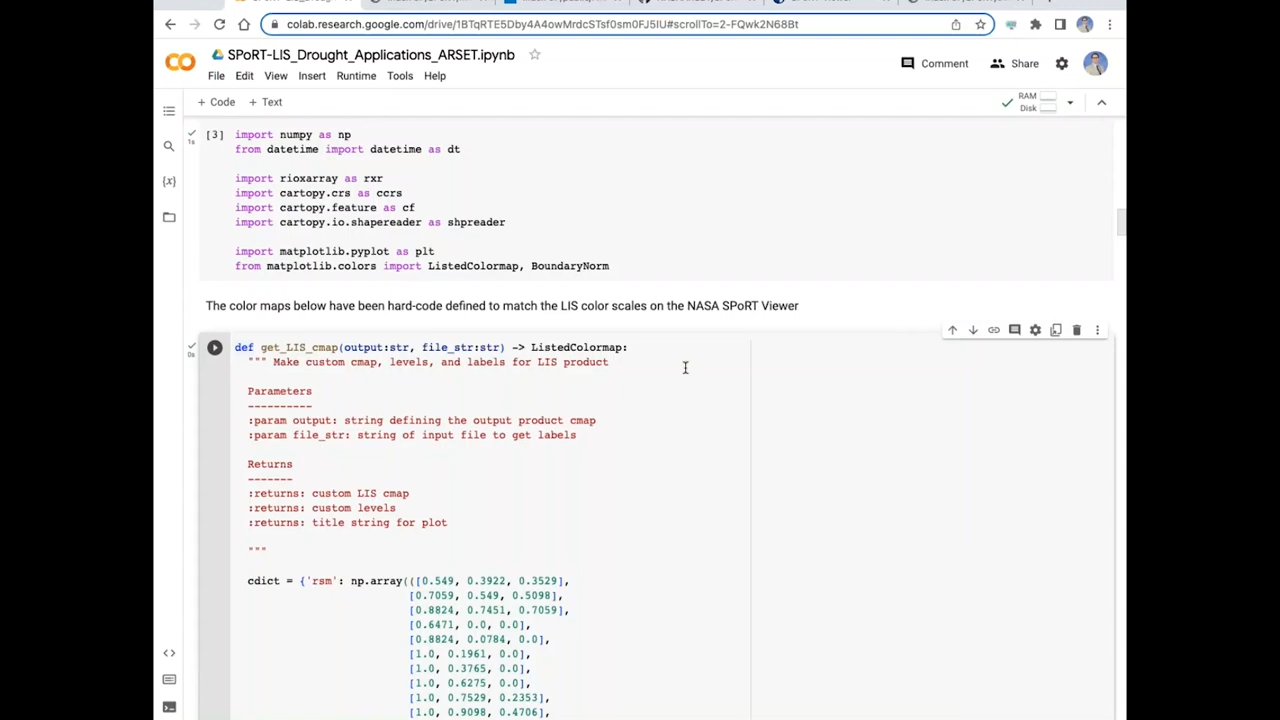 colab.research.google.com/drive/1BTqRTE5Dby4A4owMrdcSTsf0sm0FJ5IU#scrollTo=2-FQwk2N68Bt
SPoRT-LIS_Drought_Applications_ARSET.ipynb
Comment
Share
File Edit View Insert Runtime Tools Help
+ Code + Text
RAM
Disk
[3]
1s
import numpy as np
from datetime import datetime as dt
import rioxarray as rxr
import cartopy.crs as ccrs
import cartopy.feature as cf
import cartopy.io.shapereader as shpreader
import matplotlib.pyplot as plt
from matplotlib.colors import ListedColormap, BoundaryNorm
The color maps below have been hard-code defined to match the LIS color scales on the NASA SPoRT Viewer
0s
def get_LIS_cmap(output:str, file_str:str) -> ListedColormap:
""" Make custom cmap, levels, and labels for LIS product
Parameters
----------
:param output: string defining the output product cmap
:param file_str: string of input file to get labels
Returns
-------
:returns: custom LIS cmap
:returns: custom levels
:returns: title string for plot
"""
cdict = {'rsm': np.array(([0.549, 0.3922, 0.3529],
[0.7059, 0.549, 0.5098],
[0.8824, 0.7451, 0.7059],
[0.6471, 0.0, 0.0],
[0.8824, 0.0784, 0.0],
[1.0, 0.1961, 0.0],
[1.0, 0.3765, 0.0],
[1.0, 0.6275, 0.0],
[1.0, 0.7529, 0.2353],
[1.0, 0.9098, 0.4706],